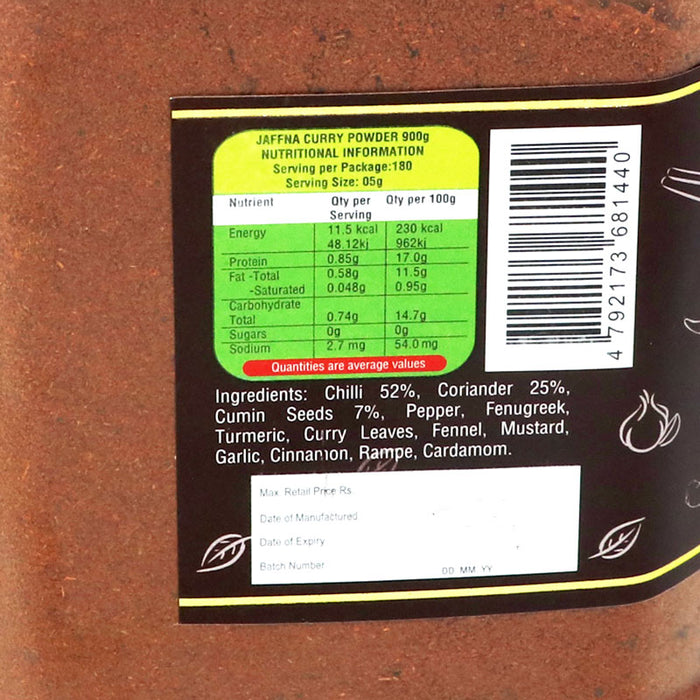 JAFFNA CURRY POWDER 900g
NUTRITIONAL INFORMATION
Serving per Package:180
Serving Size: 05g
Nutrient Qty per Serving Qty per 100g
Energy 11.5 kcal 230 kcal
48.12kj 962kj
Protein 0.85g 17.0g
Fat -Total 0.58g 11.5g
-Saturated 0.048g 0.95g
Carbohydrate
Total 0.74g 14.7g
Sugars 0g 0g
Sodium 2.7 mg 54.0 mg
Quantities are average values
4 792173 681440
Ingredients: Chilli 52%, Coriander 25%,
Cumin Seeds 7%, Pepper, Fenugreek,
Turmeric, Curry Leaves, Fennel, Mustard,
Garlic, Cinnamon, Rampe, Cardamom.
Max. Retail Price Rs.
Date of Manufactured
Date of Expiry
Batch Number DD MM YY